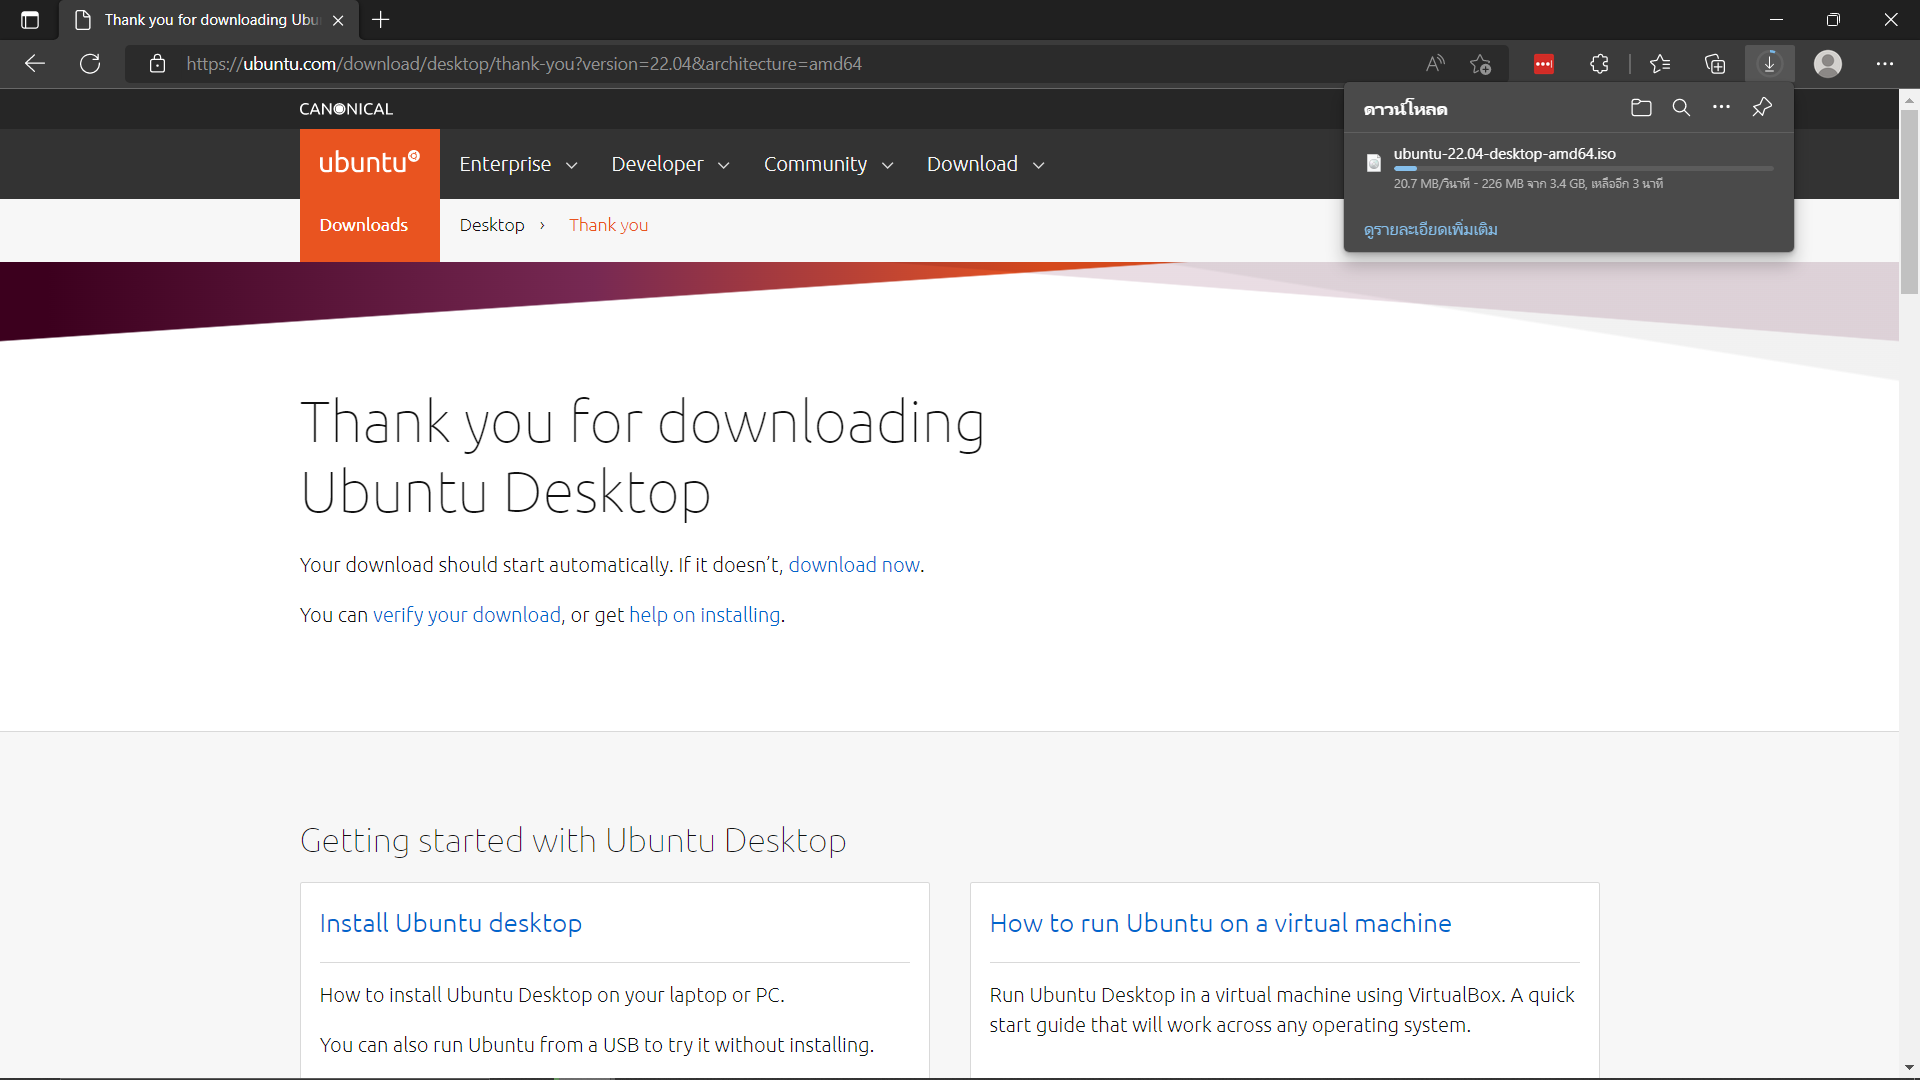 Thank you for downloading Ubu
https://ubuntu.com/download/desktop/thank-you?version=22.04&architecture=amd64
CANONICAL
ดาวน์โหลด
ubuntu-22.04-desktop-amd64.iso
20.7 MB/วินาที - 226 MB จาก 3.4 GB, เหลืออีก 3 นาที
ดูรายละเอียดเพิ่มเติม
ubuntu
Enterprise
Developer
Community
Download
Downloads
Desktop › Thank you
Thank you for downloading
Ubuntu Desktop
Your download should start automatically. If it doesn’t, download now.
You can verify your download, or get help on installing.
Getting started with Ubuntu Desktop
Install Ubuntu desktop
How to install Ubuntu Desktop on your laptop or PC.
You can also run Ubuntu from a USB to try it without installing.
How to run Ubuntu on a virtual machine
Run Ubuntu Desktop in a virtual machine using VirtualBox. A quick
start guide that will work across any operating system.